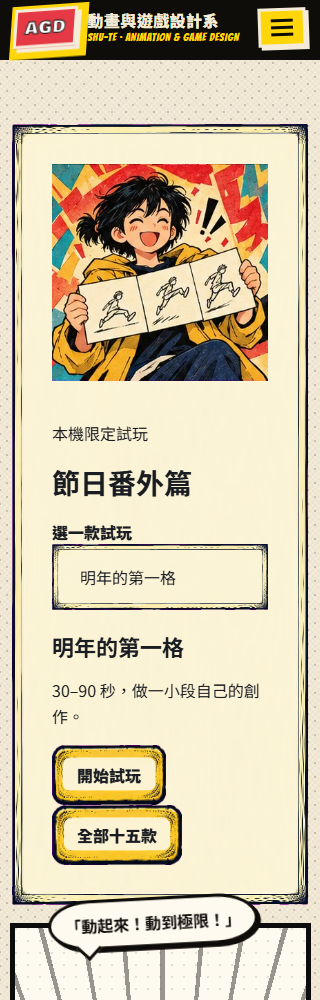 AGD
動畫與遊戲設計系
SHU-TE · ANIMATION & GAME DESIGN
本機限定試玩
節日番外篇
選一款試玩
明年的第一格
明年的第一格
30–90 秒，做一小段自己的創
作。
開始試玩
全部十五款
「動起來！動到極限！」